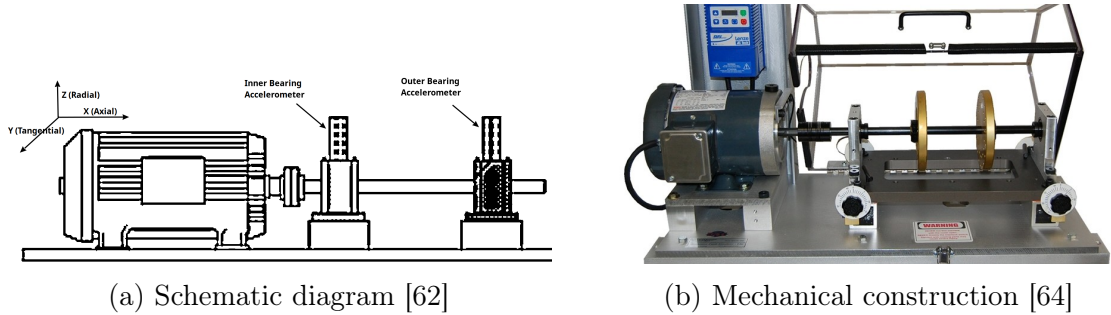 Inner Bearing
Accelerometer
Outer Bearing
Accelerometer
Z (Radial)
X (Axial)
Y (Tangential)
WARNING
(a) Schematic diagram [62]
(b) Mechanical construction [64]